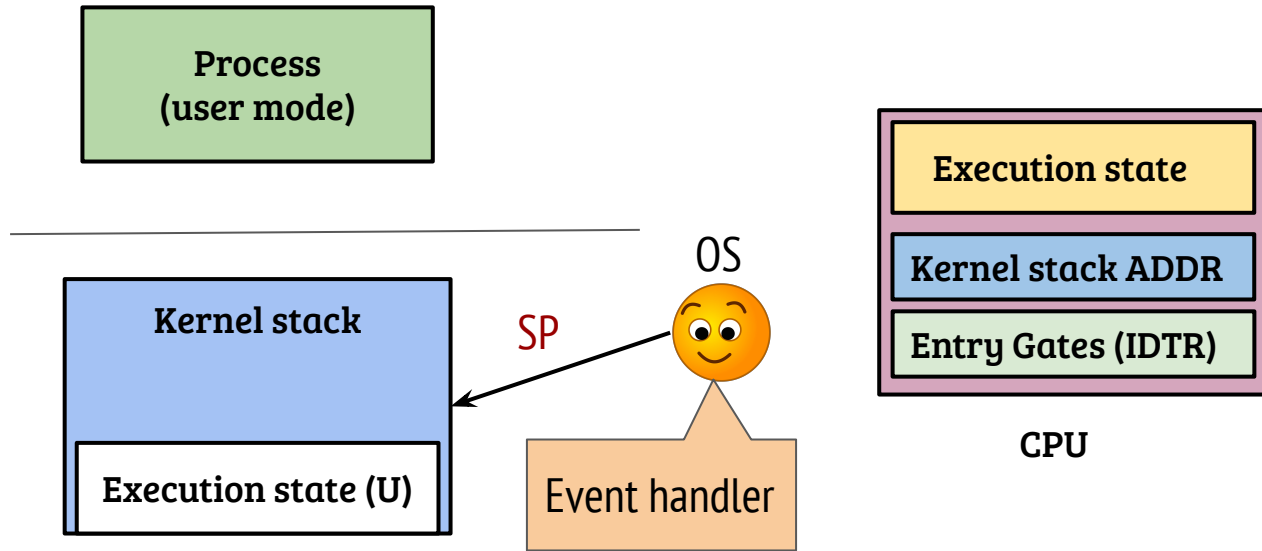 Process
(user mode)
Execution state
OS
Kernel stack ADDR
Kernel stack
SP
Entry Gates (IDTR)
CPU
Execution state (U)
Event handler